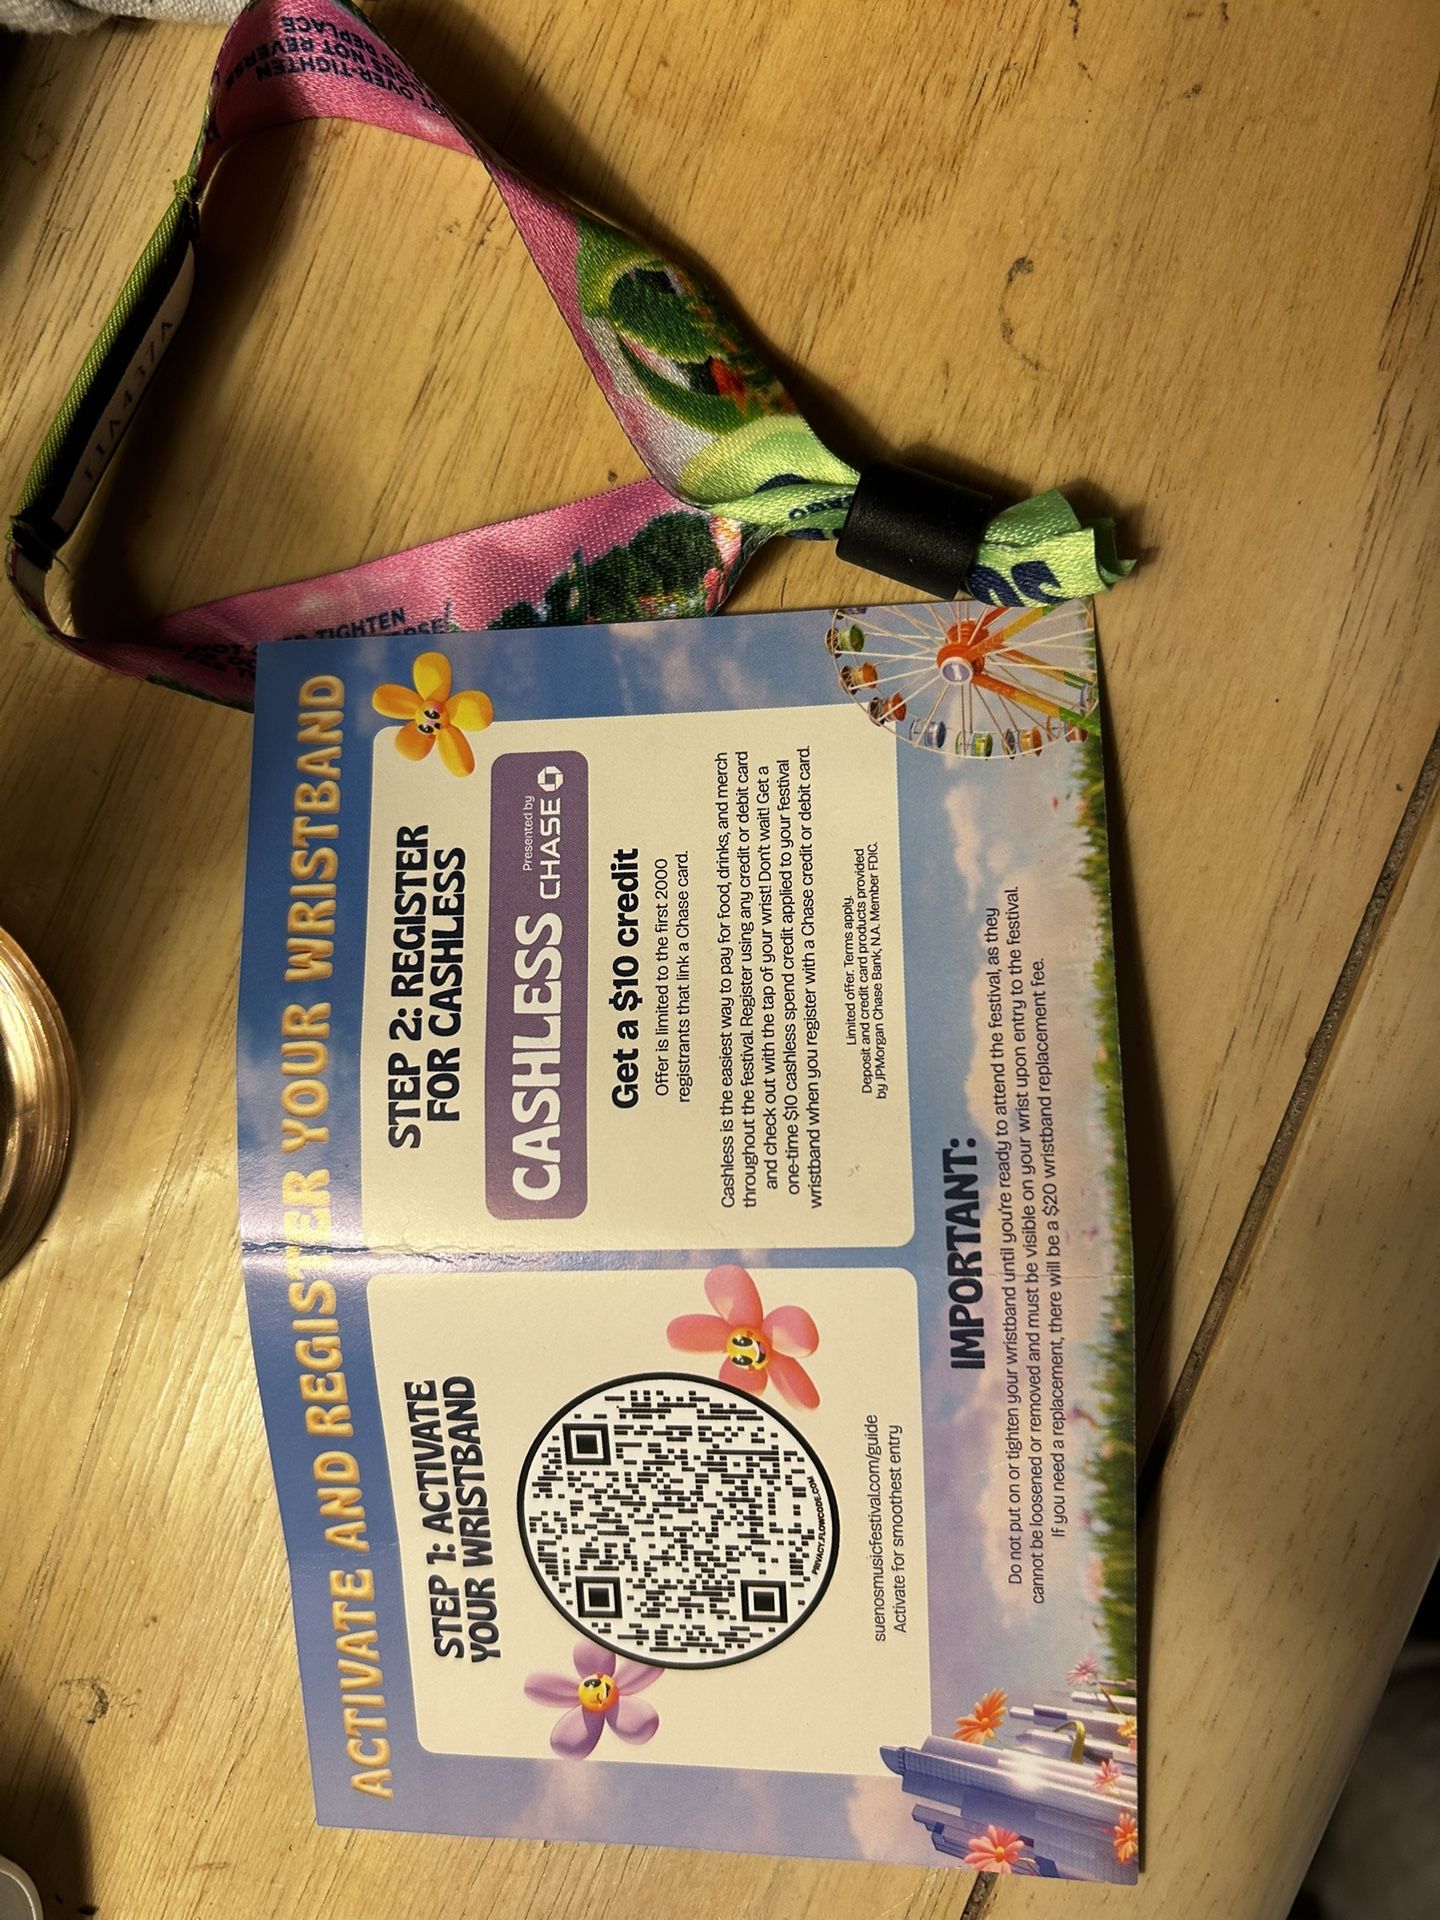 ACTIVATE AND REGISTER YOUR WRISTBAND
STEP 1: ACTIVATE
YOUR WRISTBAND
PRIVACY.FLOWCODE.COM
suenosmusicfestival.com/guide
Activate for smoothest entry
STEP 2: REGISTER
FOR CASHLESS
CASHLESS
Presented by
CHASE
Get a $10 credit
Offer is limited to the first 2000
registrants that link a Chase card.
Cashless is the easiest way to pay for food, drinks, and merch
throughout the festival. Register using any credit or debit card
and check out with the tap of your wrist! Don't wait! Get a
one-time $10 cashless spend credit applied to your festival
wristband when you register with a Chase credit or debit card.
Limited offer. Terms apply.
Deposit and credit card products provided
by JPMorgan Chase Bank, N.A. Member FDIC.
IMPORTANT:
Do not put on or tighten your wristband until you're ready to attend the festival, as they
cannot be loosened or removed and must be visible on your wrist upon entry to the festival.
If you need a replacement, there will be a $20 wristband replacement fee.
OVER-TIGHTEN
DOES NOT REVERSE
TO REPLACE
TIGHTEN